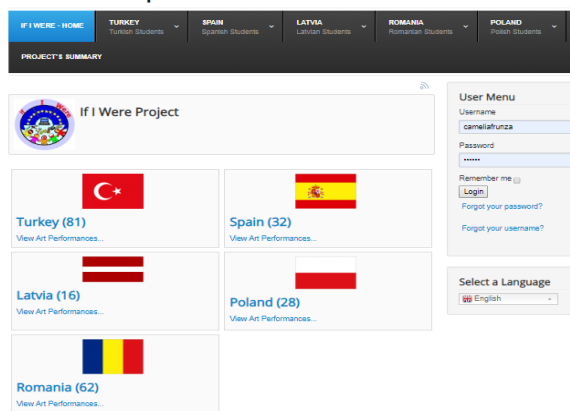 IF I WERE - HOME
TURKEY
Turkish Students
SPAIN
Spanish Students
LATVIA
Latvian Students
ROMANIA
Romanian Students
POLAND
Polish Students
PROJECT'S SUMMARY
If I Were
If I Were Project
User Menu
Username
cameliafrunza
Password
••••••
Remember me
Login
Forgot your password?
Forgot your username?
Turkey (81)
View Art Performances...
Spain (32)
View Art Performances...
Latvia (16)
View Art Performances...
Poland (28)
View Art Performances...
Select a Language
English
Romania (62)
View Art Performances...